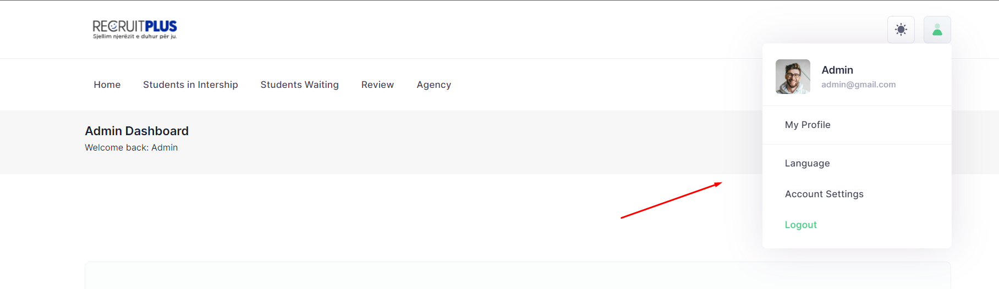 RECRUITPLUS
Sjellim njerëzit e duhur për ju.
Home Students in Intership Students Waiting Review Agency
Admin Dashboard
Welcome back: Admin
Admin
admin@gmail.com
My Profile
Language
Account Settings
Logout